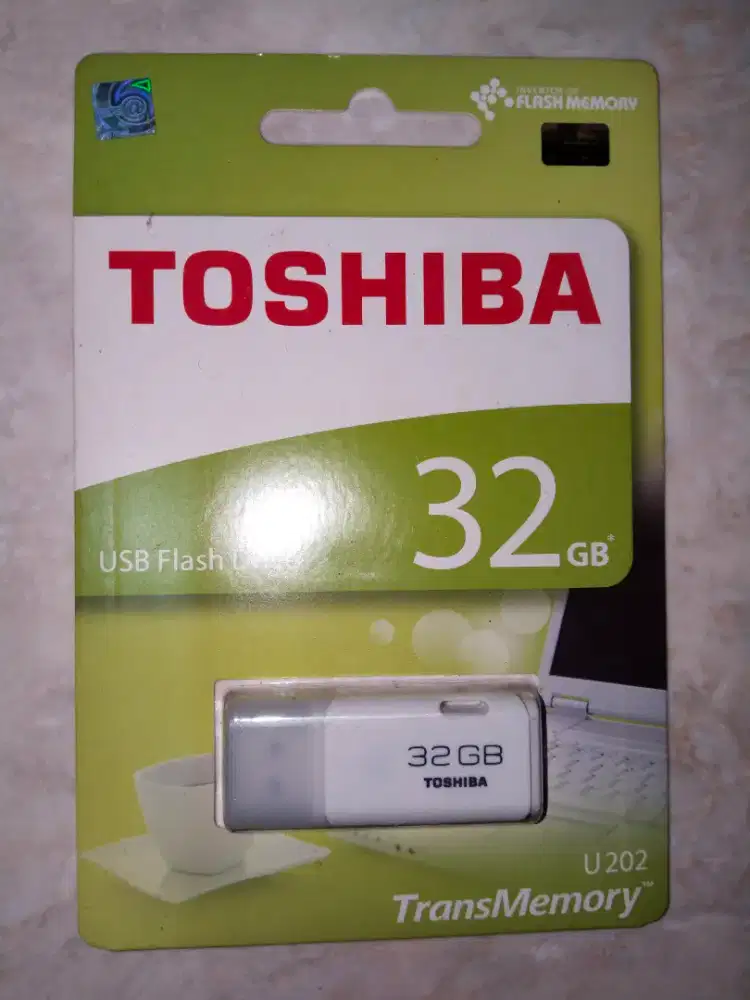 INVENTOR OF
FLASH MEMORY
TOSHIBA
32GB*
USB Flash
32GB
TOSHIBA
U202
TransMemory™